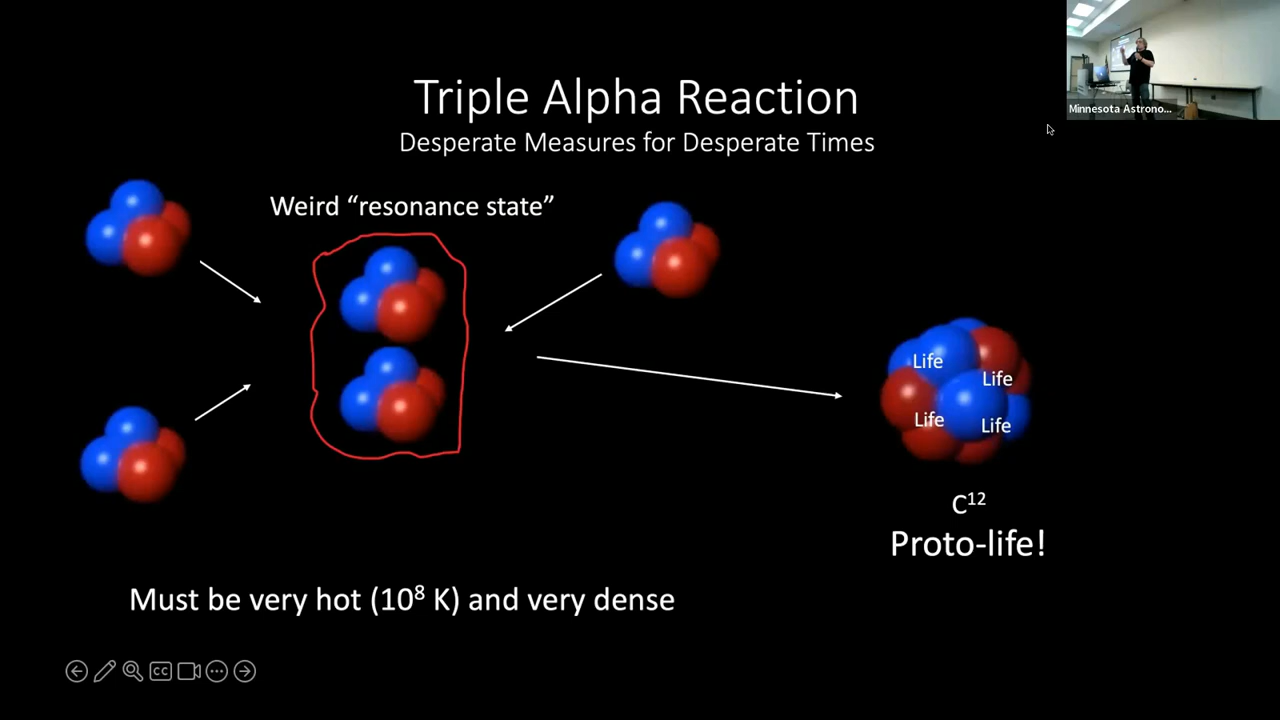 Triple Alpha Reaction
Desperate Measures for Desperate Times
Minnesota Astrono...
Weird “resonance state”
Life
Life
Life
Life
C¹²
Proto-life!
Must be very hot (10⁸ K) and very dense
CC